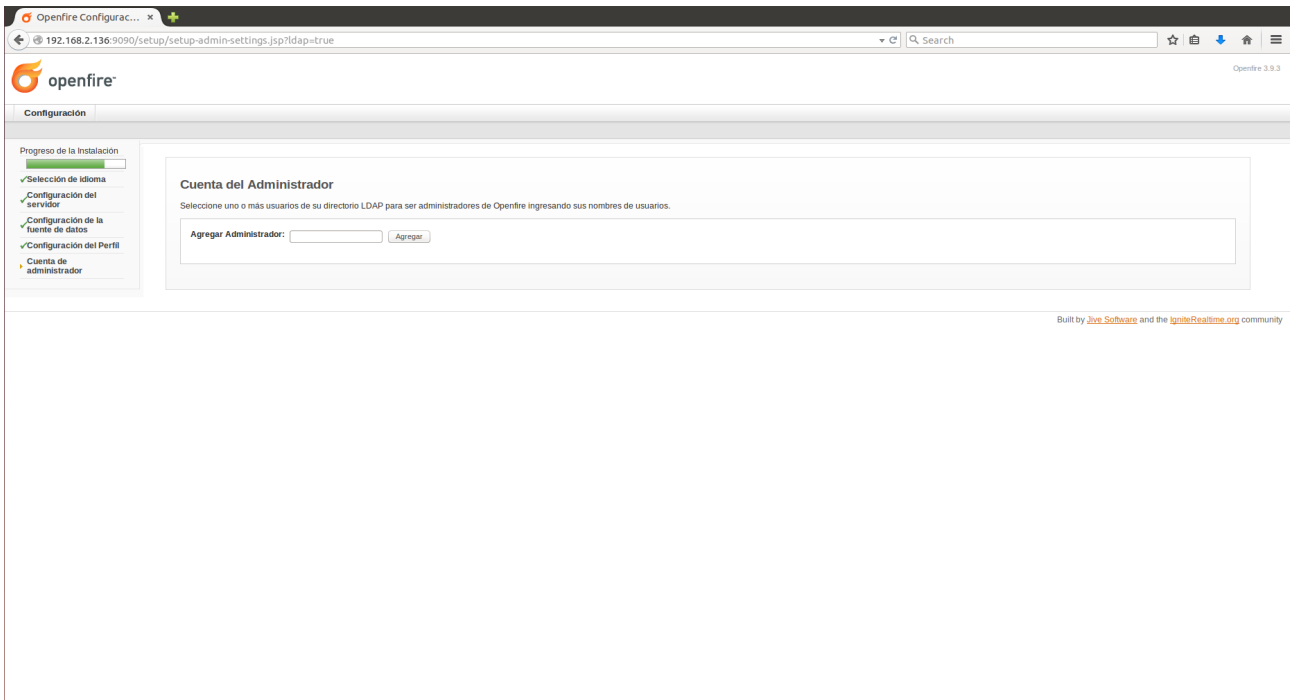 Openfire Configurac...
192.168.2.136:9090/setup/setup-admin-settings.jsp?ldap=true
Search
openfire™
Openfire 3.9.3
Configuración
Progreso de la Instalación
Selección de idioma
Configuración del
servidor
Configuración de la
fuente de datos
Configuración del Perfil
Cuenta de
administrador
Cuenta del Administrador
Seleccione uno o más usuarios de su directorio LDAP para ser administradores de Openfire ingresando sus nombres de usuarios.
Agregar Administrador:
Agregar
Built by Jive Software and the IgniteRealtime.org community